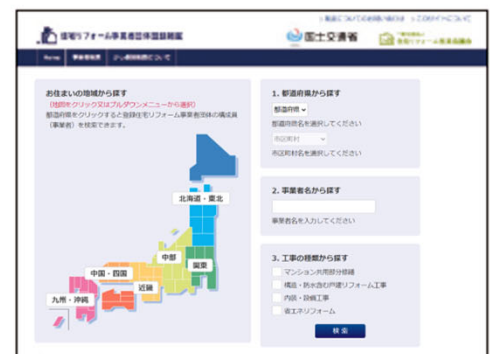 住宅リフォーム事業者団体登録制度
国土交通省
Home
事業者検索
お住まいの地域から探す
(地図をクリック又はプルダウンメニューから選択)
都道府県をクリックすると登録住宅リフォーム事業者団体の構成員
(事業者)を検索できます。
北海道・東北
関東
中部
近畿
中国・四国
九州・沖縄
1. 都道府県から探す
都道府県
都道府県名を選択してください
市区町村
市区町村名を選択してください
2. 事業者名から探す
事業者名を入力してください
3. 工事の種類から探す
マンション共用部分修繕
構造・防水含む戸建リフォーム工事
内装・設備工事
省エネリフォーム
検索